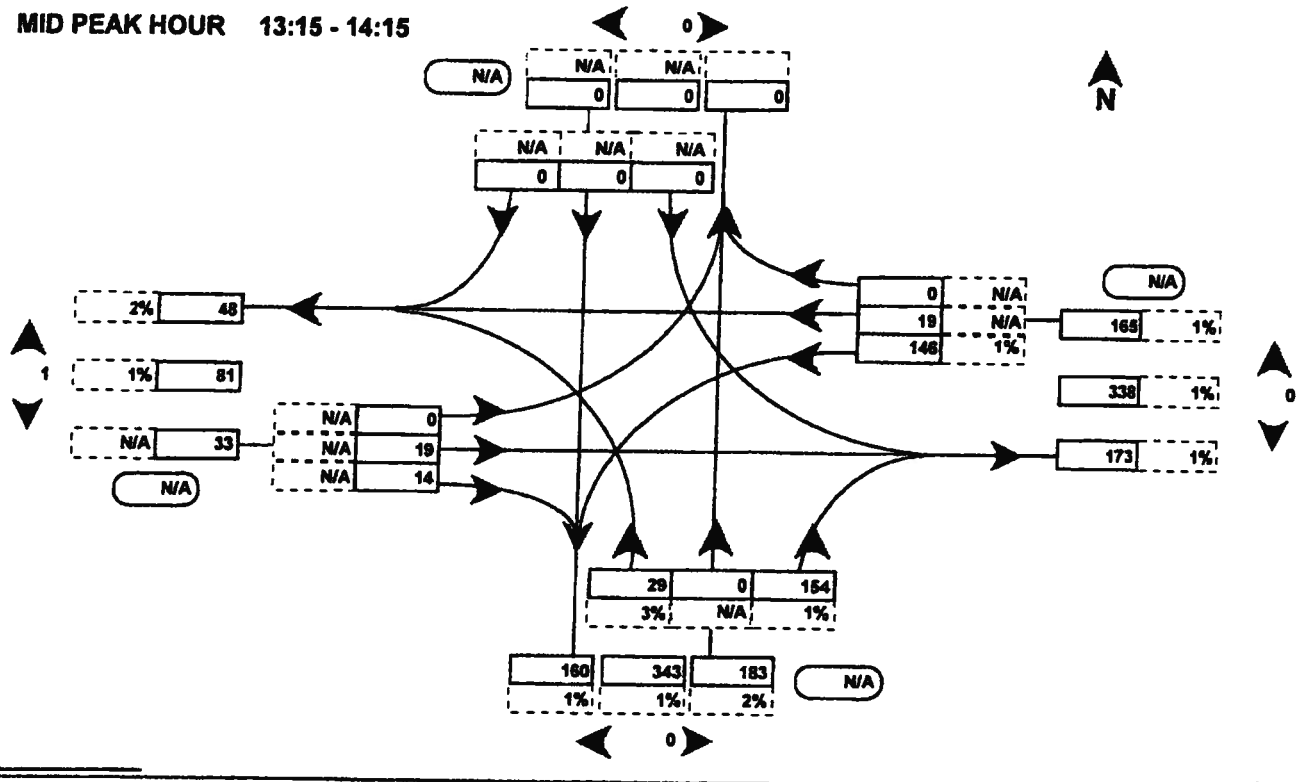 MID PEAK HOUR 13:15 - 14:15
0
N/A
N/A N/A
0 0 0
N
N/A N/A N/A
0 0 0
N/A
2% 48
0 N/A
19 N/A
146 1%
165 1%
1
1% 81
338 1%
0
N/A 33
N/A 0
N/A 19
N/A 14
173 1%
N/A
29 0 154
3% N/A 1%
160 343 183
1% 1% 2%
N/A
0